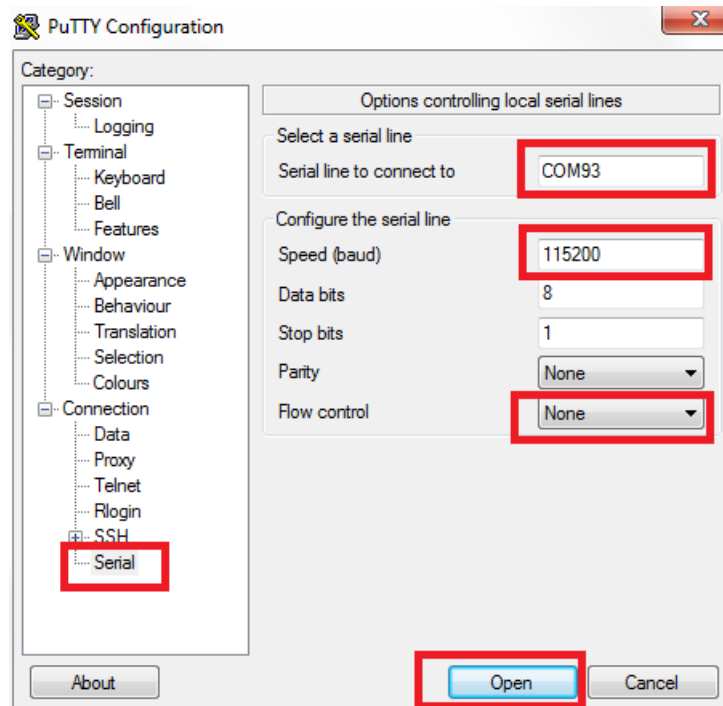 PuTTY Configuration
Category:
Session
Logging
Terminal
Keyboard
Bell
Features
Window
Appearance
Behaviour
Translation
Selection
Colours
Connection
Data
Proxy
Telnet
Rlogin
SSH
Serial
Options controlling local serial lines
Select a serial line
Serial line to connect to COM93
Configure the serial line
Speed (baud) 115200
Data bits 8
Stop bits 1
Parity None
Flow control None
About Open Cancel